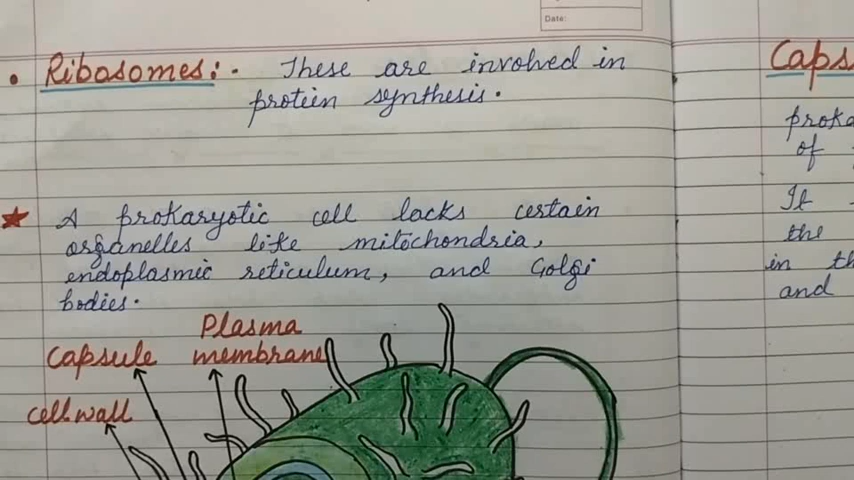 Date:
• Ribosomes:- These are involved in
protein synthesis.
★ A prokaryotic cell lacks certain
organelles like mitochondria,
endoplasmic reticulum, and Golgi
bodies.
Plasma
membrane
Capsule
cell wall
Caps
proka
of
It
the
in th
and